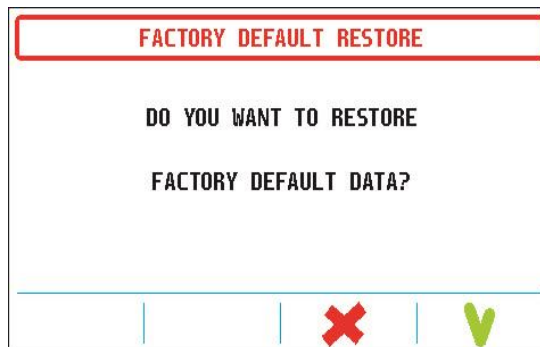 FACTORY DEFAULT RESTORE
DO YOU WANT TO RESTORE
FACTORY DEFAULT DATA?